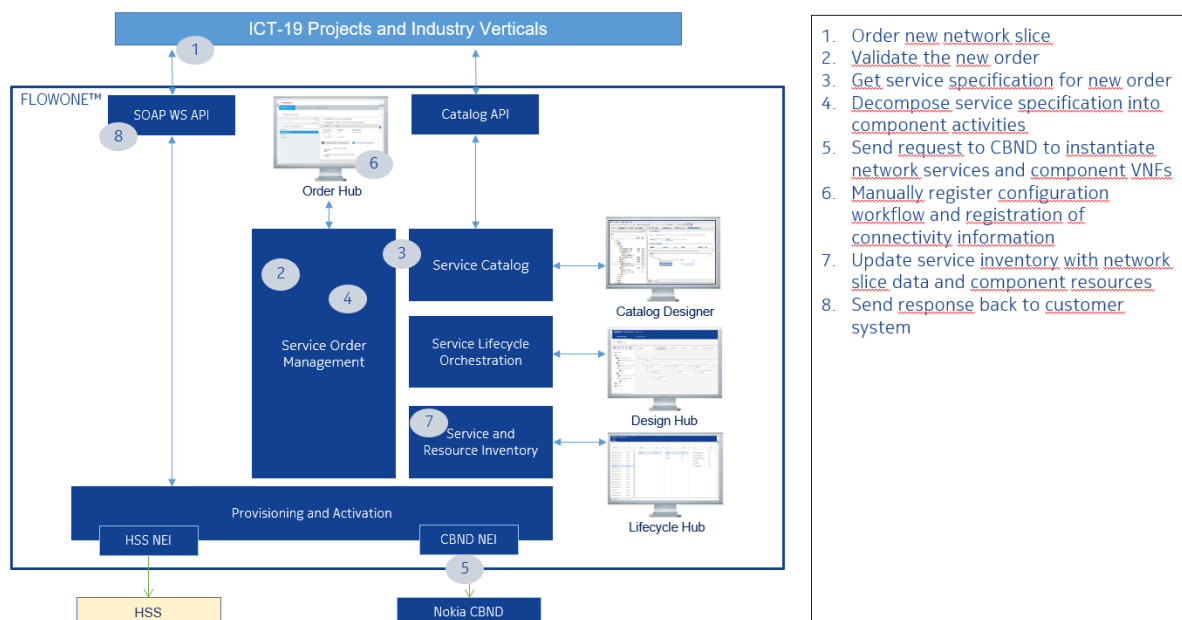 ICT-19 Projects and Industry Verticals
1
FLOWONE™
SOAP WS API
8
6
Order Hub
Catalog API
2
4
Service Order
Management
3
Service Catalog
Catalog Designer
Service Lifecycle
Orchestration
Design Hub
7
Service and
Resource Inventory
Lifecycle Hub
Provisioning and Activation
HSS NEI
CBND NEI
5
HSS
Nokia CBND
1. Order new network slice
2. Validate the new order
3. Get service specification for new order
4. Decompose service specification into
component activities
5. Send request to CBND to instantiate
network services and component VNFs
6. Manually register configuration
workflow and registration of
connectivity information
7. Update service inventory with network
slice data and component resources
8. Send response back to customer
system